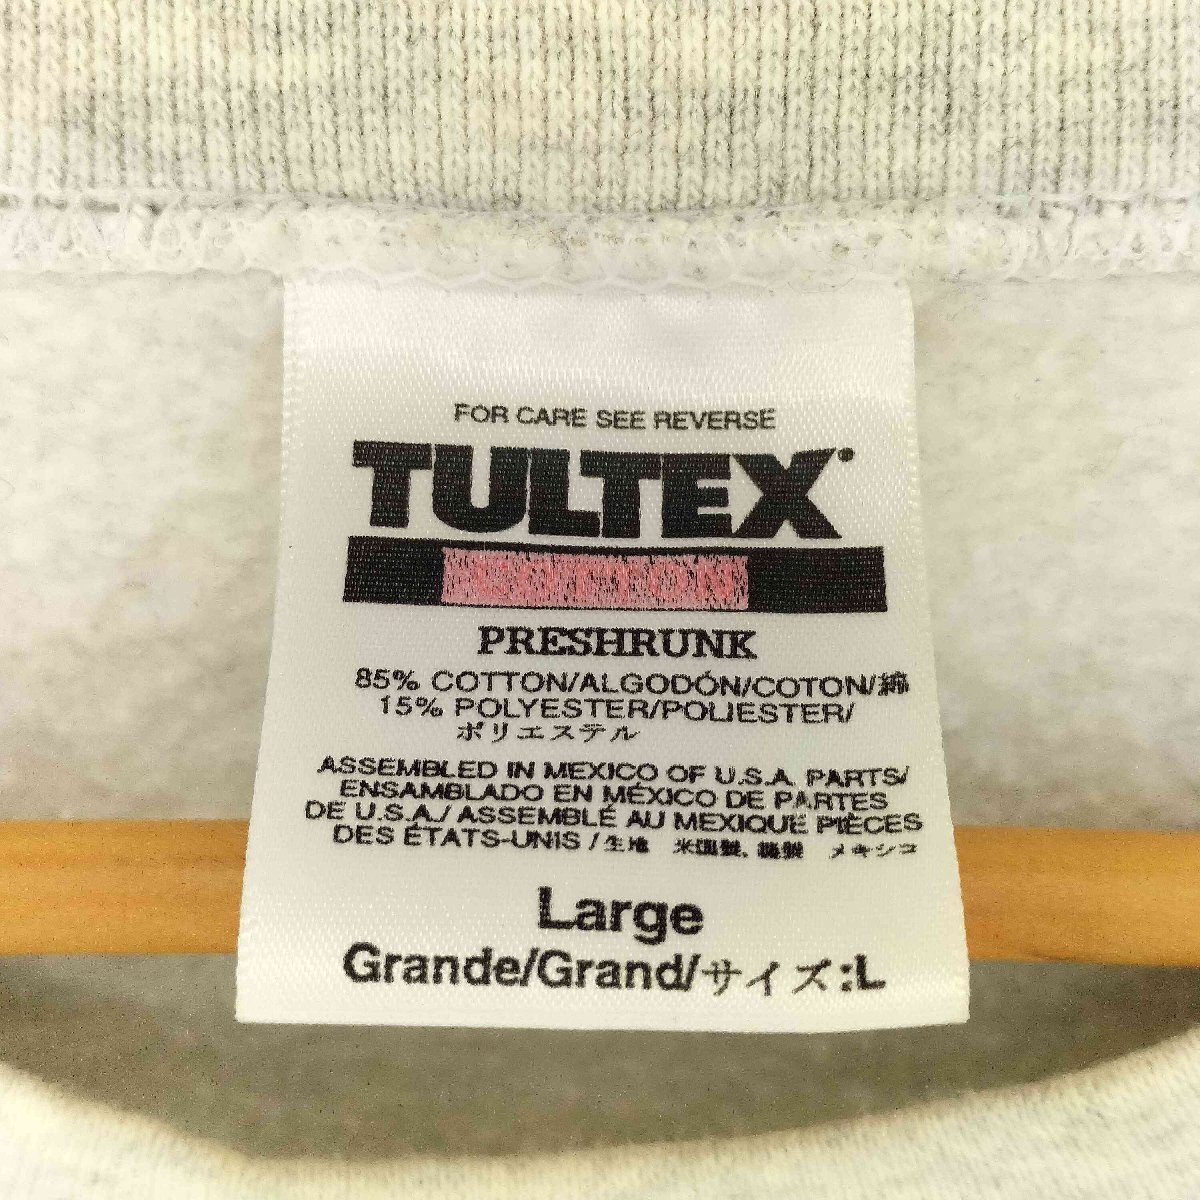 FOR CARE SEE REVERSE
TULTEX
PRESHRUNK
85% COTTON/ALGODÓN/COTON/綿
15% POLYESTER/POLIESTER/
ポリエステル
ASSEMBLED IN MEXICO OF U.S.A. PARTS/
ENSAMBLADO EN MÉXICO DE PARTES
DE U.S.A./ASSEMBLÉ AU MEXIQUE PIÈCES
DES ÉTATS-UNIS /生地 米国製, 縫製 メキシコ
Large
Grande/Grand/サイズ:L